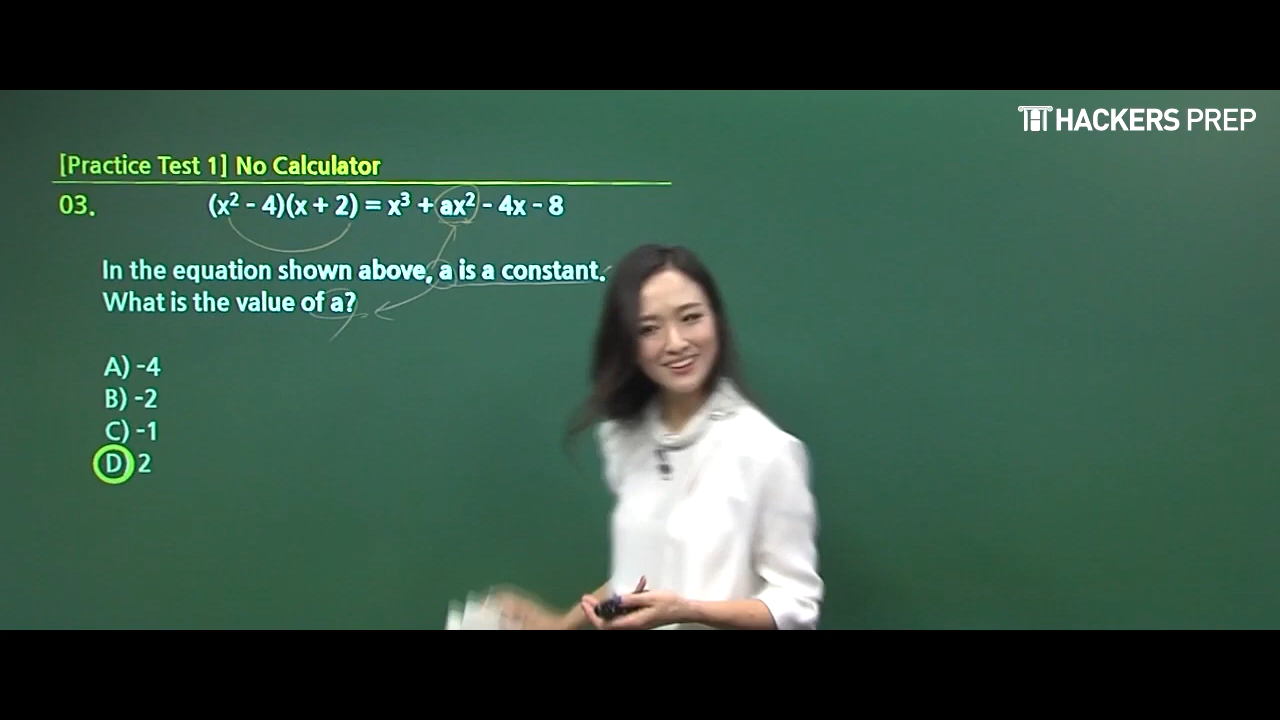 HACKERS PREP
[Practice Test 1] No Calculator
03. (x² - 4)(x + 2) = x³ + ax² - 4x - 8
In the equation shown above, a is a constant.
What is the value of a?
A) -4
B) -2
C) -1
D) 2